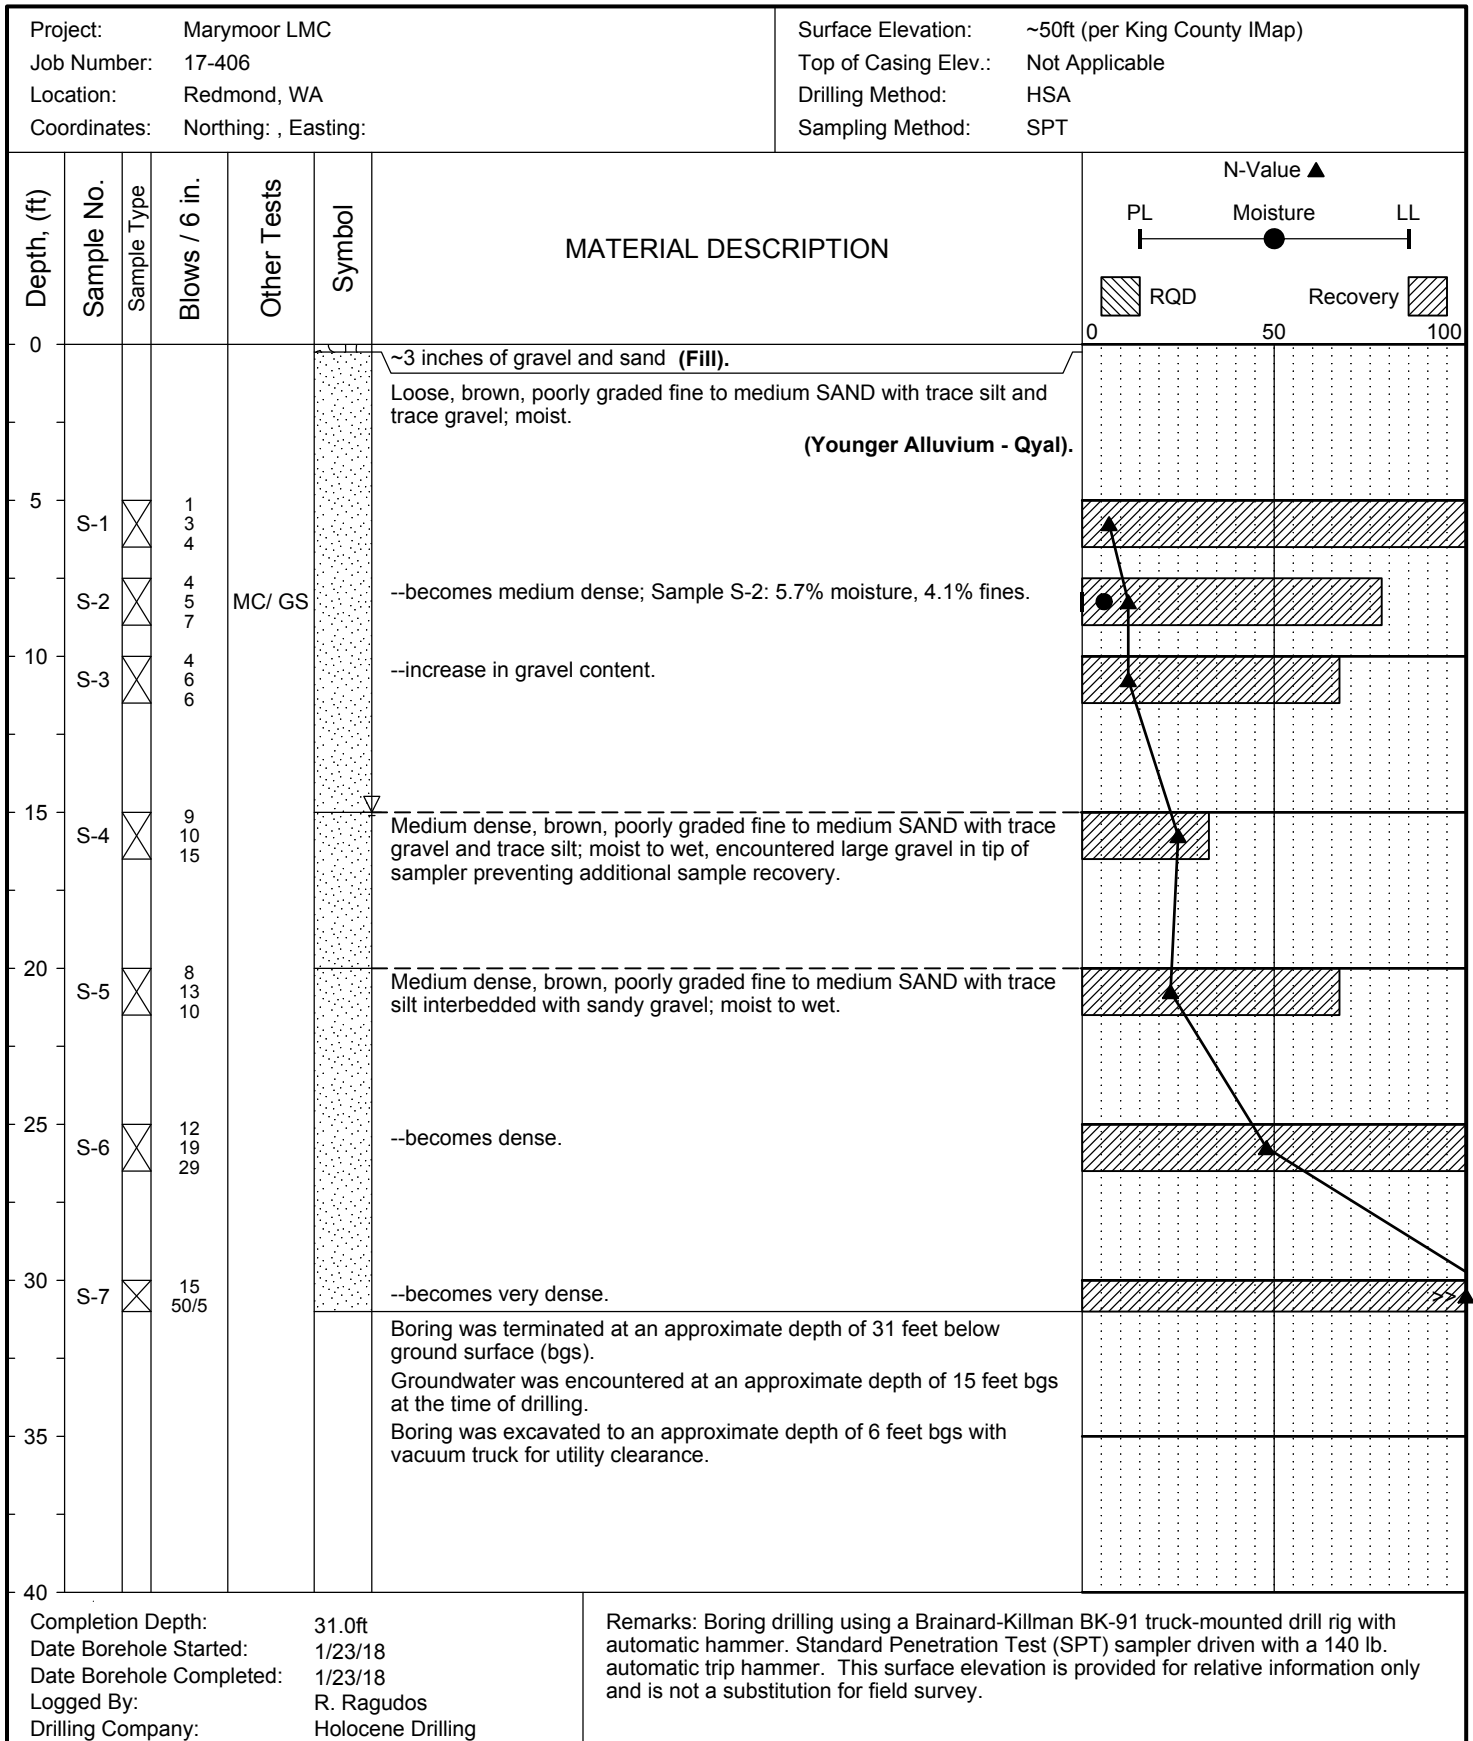 Project: Marymoor LMC
Job Number: 17-406
Location: Redmond, WA
Coordinates: Northing: , Easting:
Surface Elevation: ~50ft (per King County IMap)
Top of Casing Elev.: Not Applicable
Drilling Method: HSA
Sampling Method: SPT
Depth, (ft)
Sample No.
Sample Type
Blows / 6 in.
Other Tests
Symbol
MATERIAL DESCRIPTION
N-Value ▲
PL Moisture LL
RQD Recovery
0 50 100
0
~3 inches of gravel and sand (Fill).
Loose, brown, poorly graded fine to medium SAND with trace silt and
trace gravel; moist.
(Younger Alluvium - Qyal).
5
S-1
1
3
4
S-2
4
5
7
MC/ GS
--becomes medium dense; Sample S-2: 5.7% moisture, 4.1% fines.
10
S-3
4
6
6
--increase in gravel content.
15
S-4
9
10
15
Medium dense, brown, poorly graded fine to medium SAND with trace
gravel and trace silt; moist to wet, encountered large gravel in tip of
sampler preventing additional sample recovery.
20
S-5
8
13
10
Medium dense, brown, poorly graded fine to medium SAND with trace
silt interbedded with sandy gravel; moist to wet.
25
S-6
12
19
29
--becomes dense.
30
S-7
15
50/5
--becomes very dense.
>>
Boring was terminated at an approximate depth of 31 feet below
ground surface (bgs).
Groundwater was encountered at an approximate depth of 15 feet bgs
at the time of drilling.
Boring was excavated to an approximate depth of 6 feet bgs with
vacuum truck for utility clearance.
35
40
Completion Depth: 31.0ft
Date Borehole Started: 1/23/18
Date Borehole Completed: 1/23/18
Logged By: R. Ragudos
Drilling Company: Holocene Drilling
Remarks: Boring drilling using a Brainard-Killman BK-91 truck-mounted drill rig with
automatic hammer. Standard Penetration Test (SPT) sampler driven with a 140 lb.
automatic trip hammer.  This surface elevation is provided for relative information only
and is not a substitution for field survey.